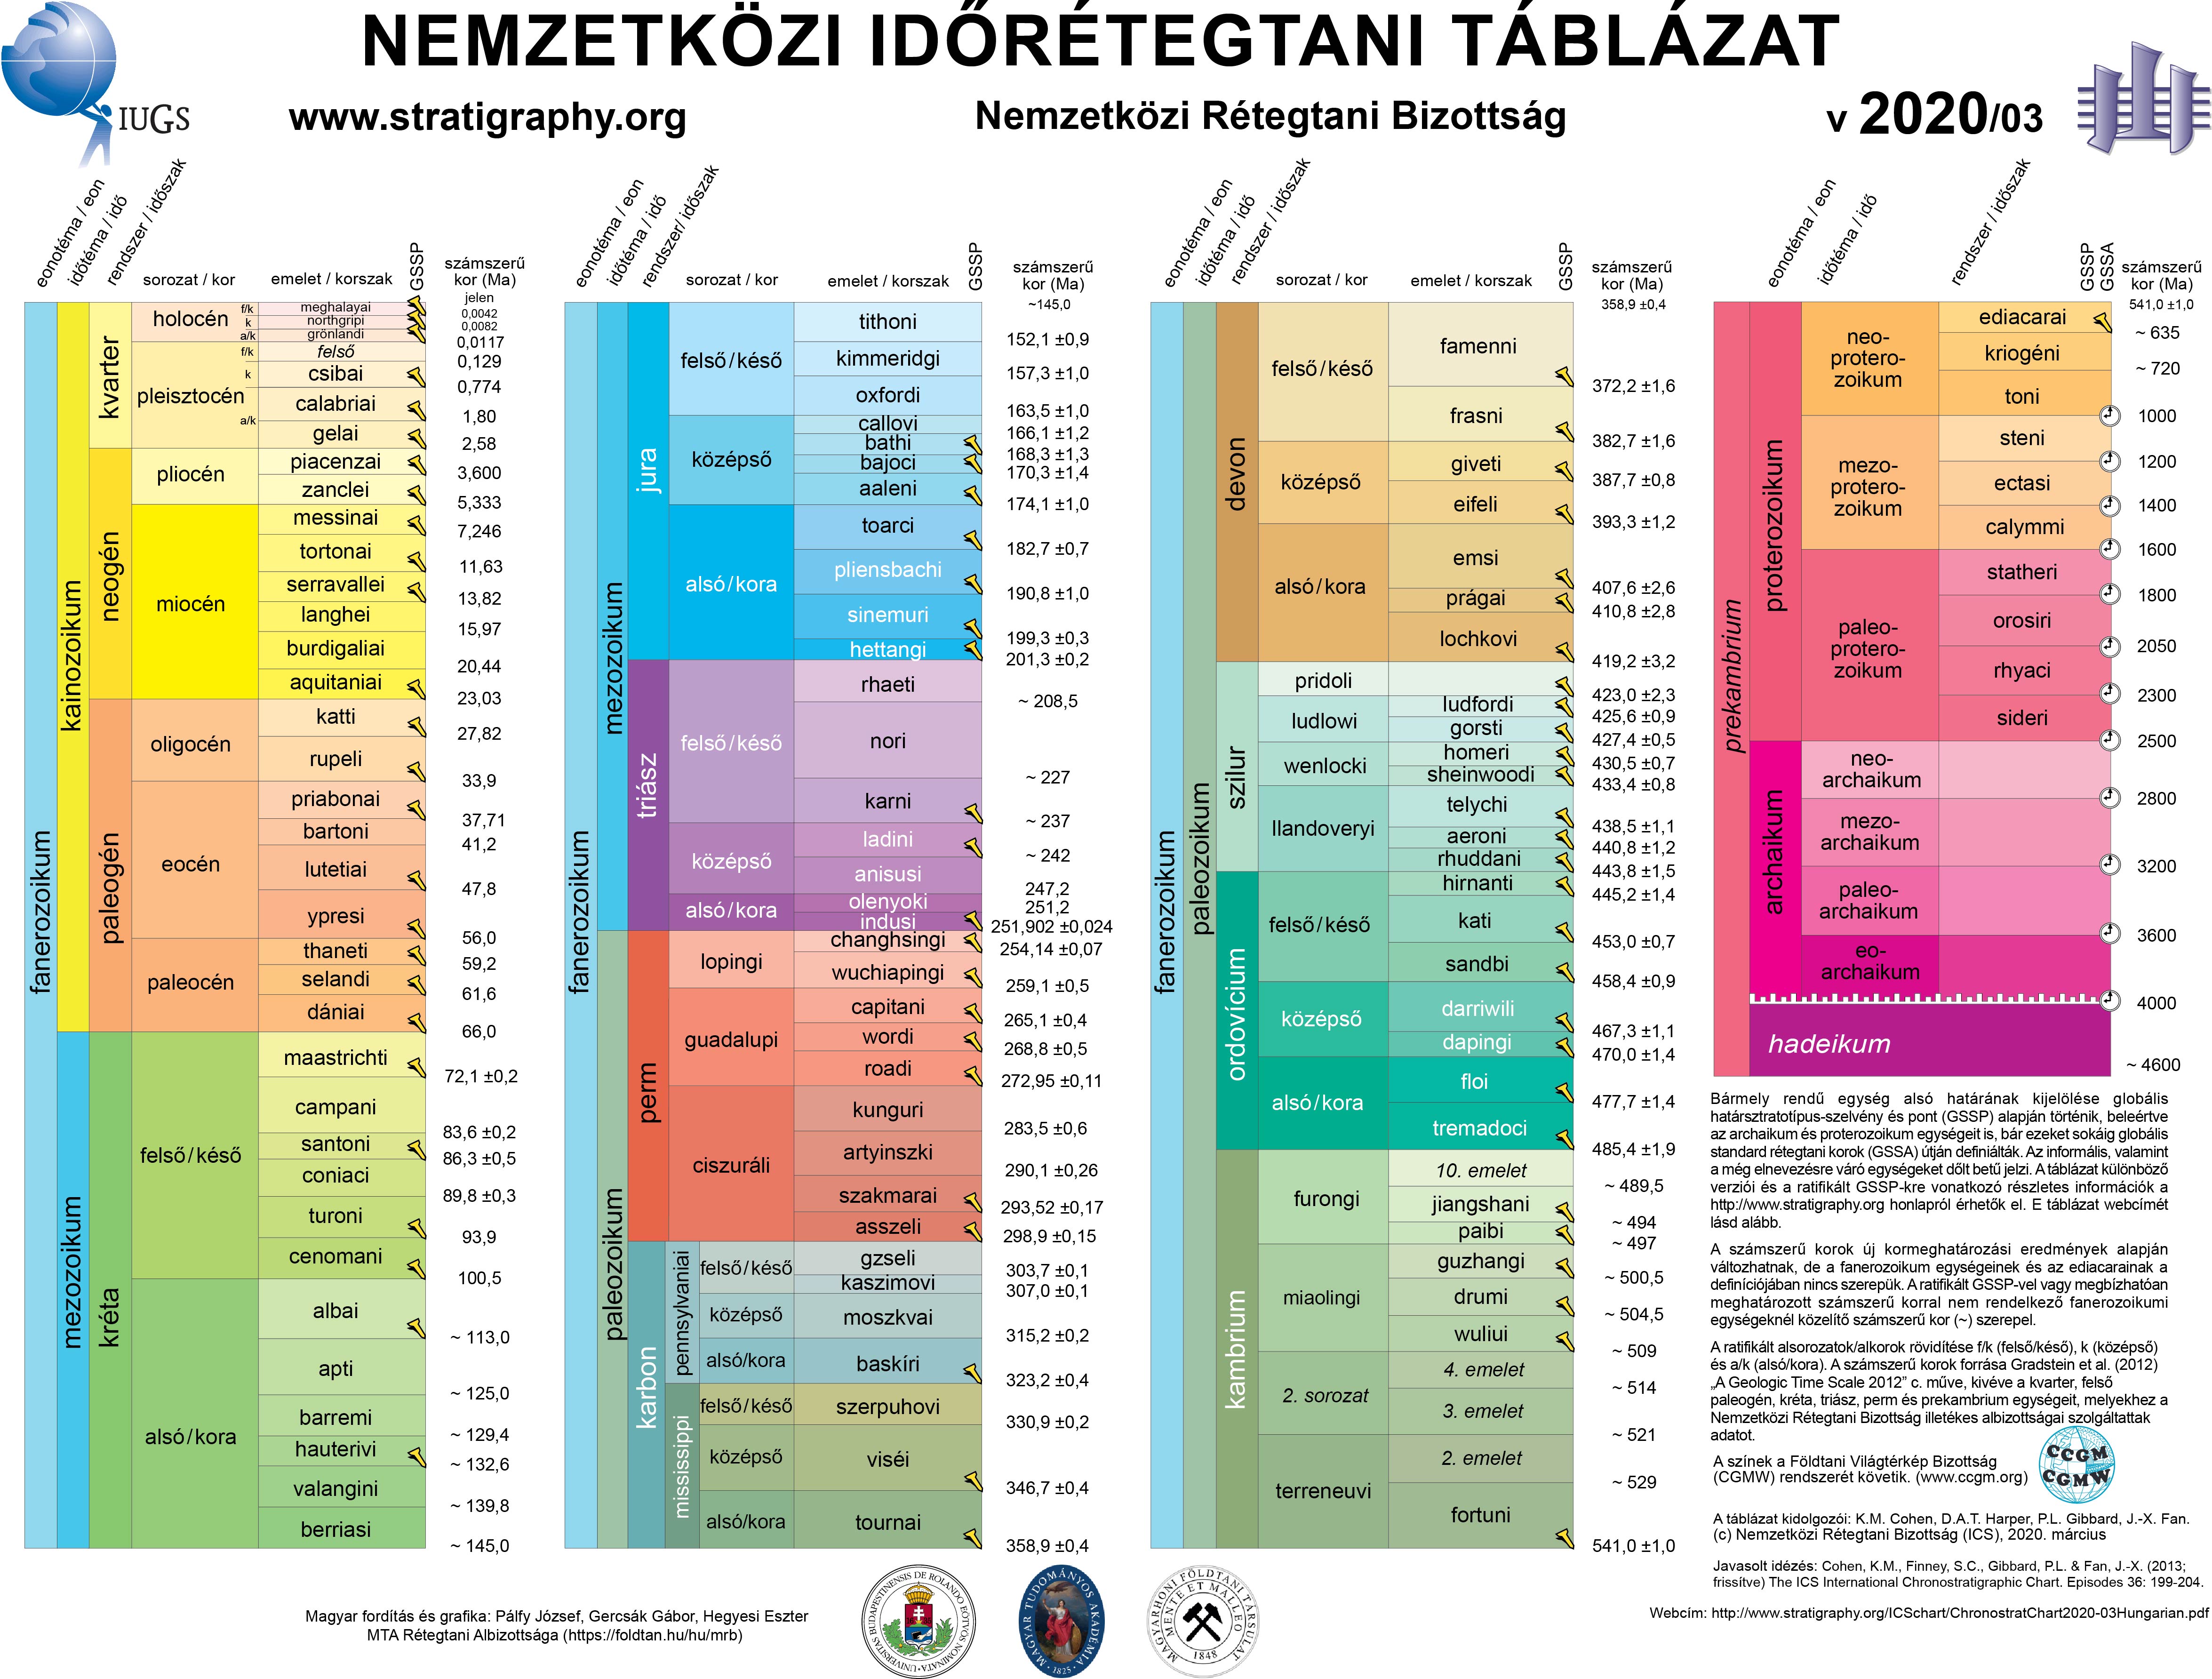 NEMZETKÖZI IDŐRÉTEGTANI TÁBLÁZAT
IUGS
www.stratigraphy.org
Nemzetközi Rétegtani Bizottság
v 2020/03
eonotéma / eon
időtéma / idő
rendszer / időszak
sorozat / kor
emelet / korszak
GSSP
számszerű
kor (Ma)
fanerozoikum
kainozoikum
kvarter
holocén
f/k
meghalayai
jelen
k
northgripi
0,0042
a/k
grönlandi
0,0082
0,0117
pleisztocén
f/k
felső
0,129
k
csibai
0,774
calabriai
1,80
a/k
gelai
2,58
neogén
pliocén
piacenzai
3,600
zanclei
5,333
miocén
messinai
7,246
tortonai
11,63
serravallei
13,82
langhei
15,97
burdigaliai
20,44
aquitaniai
23,03
paleogén
oligocén
katti
27,82
rupeli
33,9
eocén
priabonai
37,71
bartoni
41,2
lutetiai
47,8
ypresi
56,0
paleocén
thaneti
59,2
selandi
61,6
dániai
66,0
mezozoikum
kréta
felső/késő
maastrichti
72,1 ±0,2
campani
83,6 ±0,2
santoni
86,3 ±0,5
coniaci
89,8 ±0,3
turoni
93,9
cenomani
100,5
alsó/kora
albai
~ 113,0
apti
~ 125,0
barremi
~ 129,4
hauterivi
~ 132,6
valangini
~ 139,8
berriasi
~ 145,0
eonotéma / eon
időtéma / idő
rendszer/ időszak
sorozat / kor
emelet / korszak
GSSP
számszerű
kor (Ma)
~145,0
fanerozoikum
mezozoikum
jura
felső/késő
tithoni
152,1 ±0,9
kimmeridgi
157,3 ±1,0
oxfordi
163,5 ±1,0
középső
callovi
166,1 ±1,2
bathi
168,3 ±1,3
bajoci
170,3 ±1,4
aaleni
174,1 ±1,0
alsó/kora
toarci
182,7 ±0,7
pliensbachi
190,8 ±1,0
sinemuri
199,3 ±0,3
hettangi
201,3 ±0,2
triász
felső/késő
rhaeti
~ 208,5
nori
~ 227
karni
~ 237
középső
ladini
~ 242
anisusi
247,2
alsó/kora
olenyoki
251,2
indusi
251,902 ±0,024
paleozoikum
perm
lopingi
changhsingi
254,14 ±0,07
wuchiapingi
259,1 ±0,5
guadalupi
capitani
265,1 ±0,4
wordi
268,8 ±0,5
roadi
272,95 ±0,11
ciszuráli
kunguri
283,5 ±0,6
artyinszki
290,1 ±0,26
szakmarai
293,52 ±0,17
asszeli
298,9 ±0,15
karbon
pennsylvaniai
felső/késő
gzseli
303,7 ±0,1
kaszimovi
307,0 ±0,1
középső
moszkvai
315,2 ±0,2
alsó/kora
baskíri
323,2 ±0,4
mississippi
felső/késő
szerpuhovi
330,9 ±0,2
középső
viséi
346,7 ±0,4
alsó/kora
tournai
358,9 ±0,4
eonotéma / eon
időtéma / idő
rendszer / időszak
sorozat / kor
emelet / korszak
GSSP
számszerű
kor (Ma)
358,9 ±0,4
fanerozoikum
paleozoikum
devon
felső/késő
famenni
372,2 ±1,6
frasni
382,7 ±1,6
középső
giveti
387,7 ±0,8
eifeli
393,3 ±1,2
alsó/kora
emsi
407,6 ±2,6
prágai
410,8 ±2,8
lochkovi
419,2 ±3,2
szilur
pridoli
423,0 ±2,3
ludlowi
ludfordi
425,6 ±0,9
gorsti
427,4 ±0,5
wenlocki
homeri
430,5 ±0,7
sheinwoodi
433,4 ±0,8
llandoveryi
telychi
438,5 ±1,1
aeroni
440,8 ±1,2
rhuddani
443,8 ±1,5
ordovícium
felső/késő
hirnanti
445,2 ±1,4
kati
453,0 ±0,7
sandbi
458,4 ±0,9
középső
darriwili
467,3 ±1,1
dapingi
470,0 ±1,4
alsó/kora
floi
477,7 ±1,4
tremadoci
485,4 ±1,9
kambrium
furongi
10. emelet
~ 489,5
jiangshani
~ 494
paibi
~ 497
miaolingi
guzhangi
~ 500,5
drumi
~ 504,5
wuliui
~ 509
2. sorozat
4. emelet
~ 514
3. emelet
~ 521
terreneuvi
2. emelet
~ 529
fortuni
541,0 ±1,0
eonotéma / eon
időtéma / idő
rendszer / időszak
GSSP
GSSA
számszerű
kor (Ma)
541,0 ±1,0
prekambrium
proterozoikum
neo-
protero-
zoikum
ediacarai
~ 635
kriogéni
~ 720
toni
1000
mezo-
protero-
zoikum
steni
1200
ectasi
1400
calymmi
1600
paleo-
protero-
zoikum
statheri
1800
orosiri
2050
rhyaci
2300
sideri
2500
archaikum
neo-
archaikum
2800
mezo-
archaikum
3200
paleo-
archaikum
3600
eo-
archaikum
4000
hadeikum
~ 4600
Bármely rendű egység alsó határának kijelölése globális
határsztratotípus-szelvény és pont (GSSP) alapján történik, beleértve
az archaikum és proterozoikum egységeit is, bár ezeket sokáig globális
standard rétegtani korok (GSSA) útján definiálták. Az informális, valamint
a még elnevezésre váró egységeket dőlt betű jelzi. A táblázat különböző
verziói és a ratifikált GSSP-kre vonatkozó részletes információk a
http://www.stratigraphy.org honlapról érhetők el. E táblázat webcímét
lásd alább.
A számszerű korok új kormeghatározási eredmények alapján
változhatnak, de a fanerozoikum egységeinek és az ediacarainak a
definíciójában nincs szerepük. A ratifikált GSSP-vel vagy megbízhatóan
meghatározott számszerű korral nem rendelkező fanerozoikumi
egységeknél közelítő számszerű kor (~) szerepel.
A ratifikált alsorozatok/alkorok rövidítése f/k (felső/késő), k (középső)
és a/k (alsó/kora). A számszerű korok forrása Gradstein et al. (2012)
„A Geologic Time Scale 2012” c. műve, kivéve a kvarter, felső
paleogén, kréta, triász, perm és prekambrium egységeit, melyekhez a
Nemzetközi Rétegtani Bizottság illetékes albizottságai szolgáltattak
adatot.
A színek a Földtani Világtérkép Bizottság
(CGMW) rendszerét követik. (www.ccgm.org)
CCGM
CGMW
A táblázat kidolgozói: K.M. Cohen, D.A.T. Harper, P.L. Gibbard, J.-X. Fan.
(c) Nemzetközi Rétegtani Bizottság (ICS), 2020. március
Javasolt idézés: Cohen, K.M., Finney, S.C., Gibbard, P.L. & Fan, J.-X. (2013;
frissítve) The ICS International Chronostratigraphic Chart. Episodes 36: 199-204.
Webcím: http://www.stratigraphy.org/ICSchart/ChronostratChart2020-03Hungarian.pdf
Magyar fordítás és grafika: Pálfy József, Gercsák Gábor, Hegyesi Eszter
MTA Rétegtani Albizottsága (https://foldtan.hu/hu/mrb)
UNIVERSITAS BUDAPESTINENSIS DE ROLANDO EÖTVÖS NOMINATA
MAGYAR TUDOMÁNYOS AKADÉMIA
1825
MAGYARHONI FÖLDTANI TÁRSULAT
MENTE ET MALLEO
1848